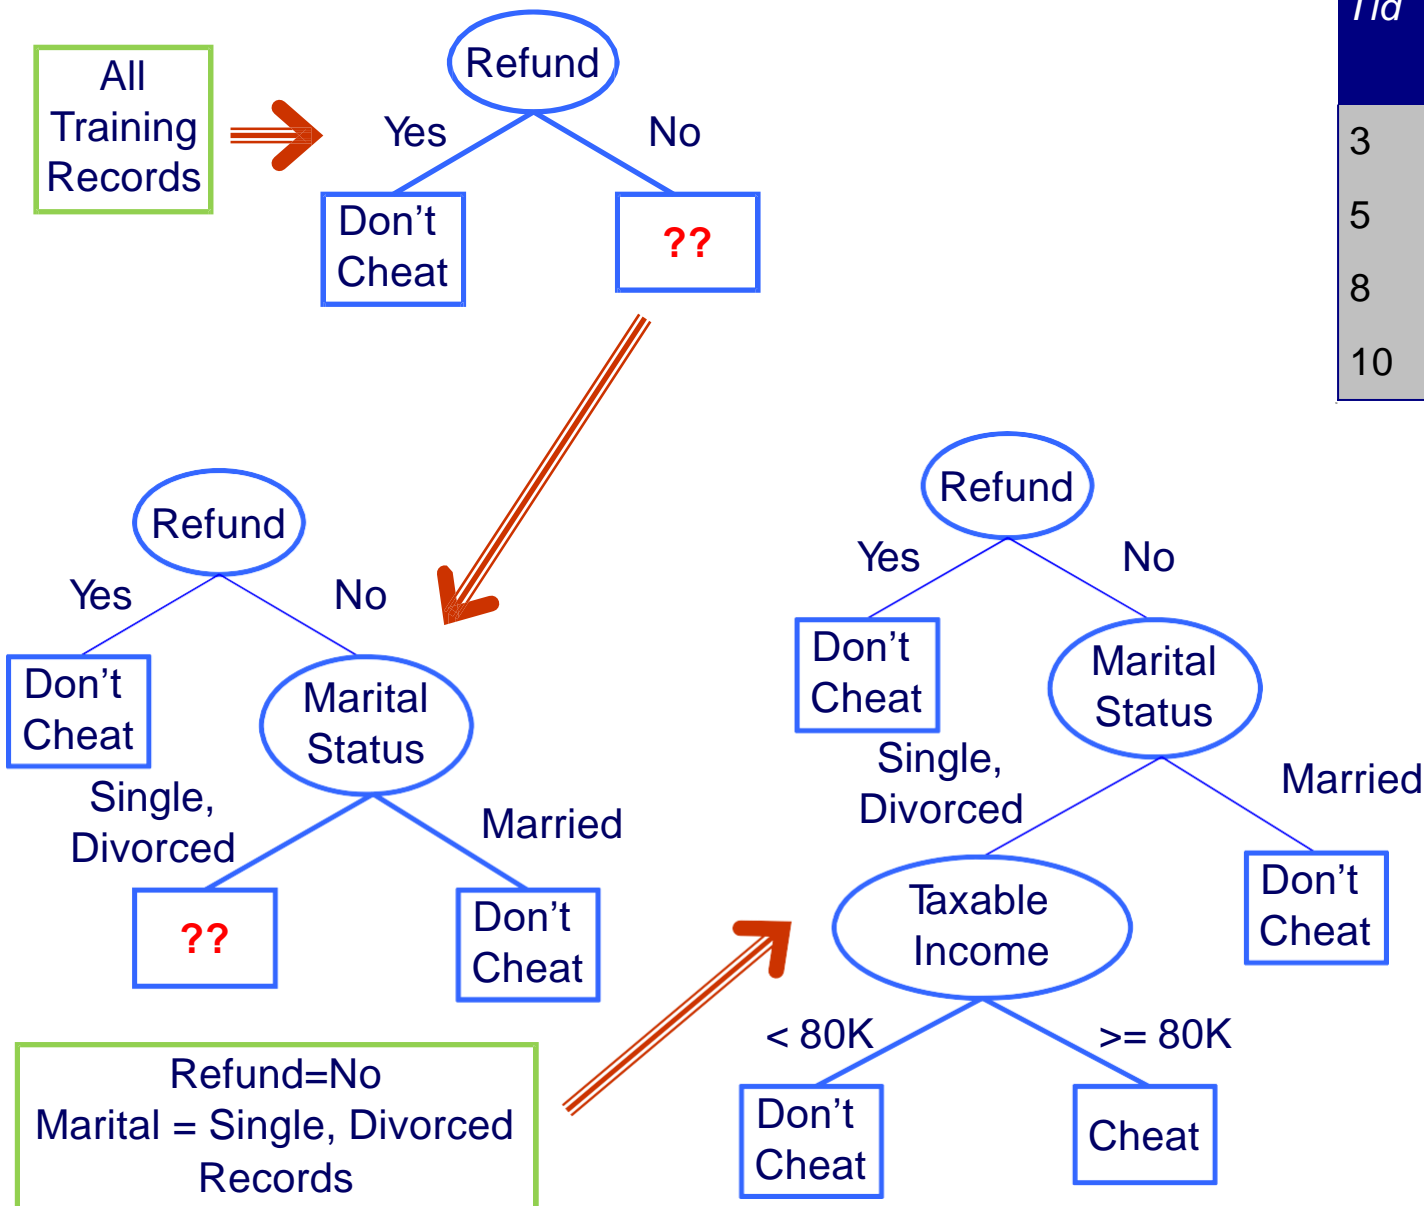 All
Training
Records
Refund
Yes
No
Don't
Cheat
??
Tid
3
5
8
10
Refund
Yes
No
Don't
Cheat
Marital
Status
Single,
Divorced
Married
??
Don't
Cheat
Refund=No
Marital = Single, Divorced
Records
Refund
Yes
No
Don't
Cheat
Marital
Status
Single,
Divorced
Married
Taxable
Income
Don't
Cheat
< 80K
>= 80K
Don't
Cheat
Cheat